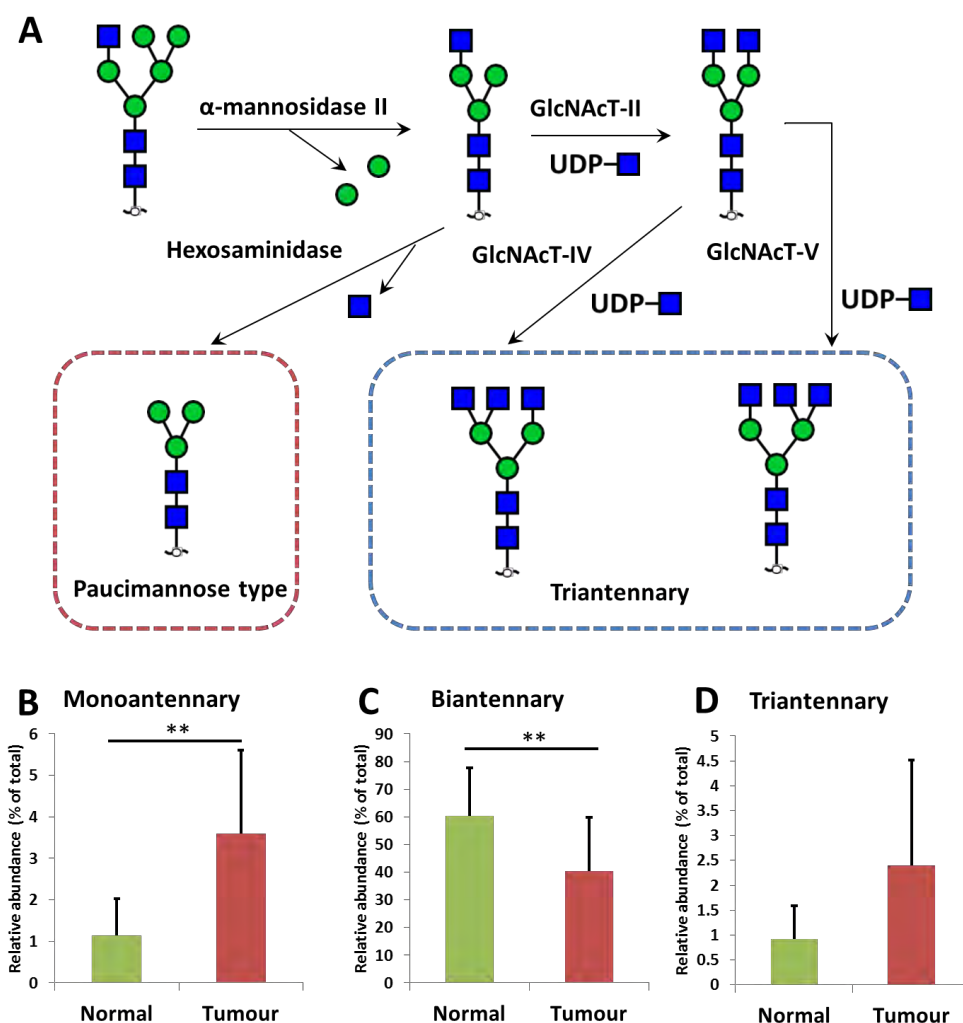 A
α-mannosidase II
GlcNAcT-II
UDP
Hexosaminidase
GlcNAcT-IV
GlcNAcT-V
UDP
UDP
Paucimannose type
Triantennary
B
Monoantennary
**
Relative abundance (% of total)
6
5
4
3
2
1
0
Normal
Tumour
C
Biantennary
**
Relative abundance (% of total)
90
80
70
60
50
40
30
20
10
0
Normal
Tumour
D
Triantennary
Relative abundance (% of total)
5
4.5
4
3.5
3
2.5
2
1.5
1
0.5
0
Normal
Tumour